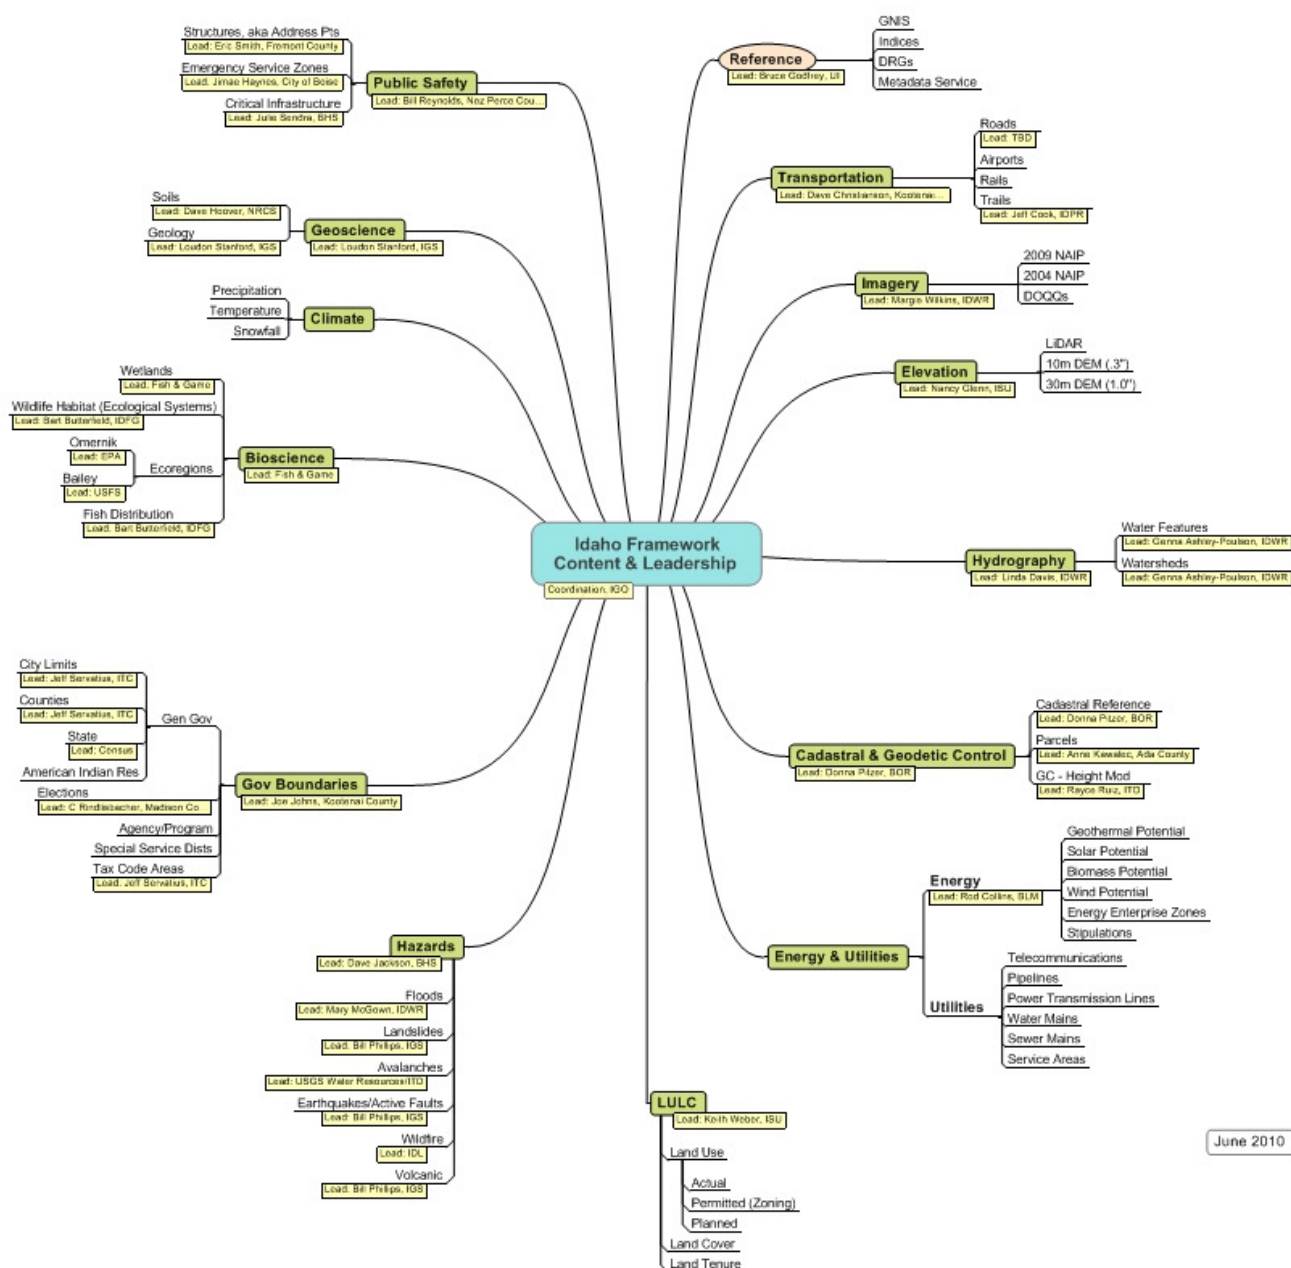 Idaho Framework
Content & Leadership
Coordination, IGO
Public Safety
Lead: Bill Reynolds, Nez Perce Cou...
Structures, aka Address Pts
Lead: Eric Smith, Fremont County
Emergency Service Zones
Lead: Jimae Haynes, City of Boise
Critical Infrastructure
Lead: Julie Sendra, BHS
Geoscience
Lead: Loudon Stanford, IGS
Soils
Lead: Dave Hoover, NRCS
Geology
Lead: Loudon Stanford, IGS
Climate
Precipitation
Temperature
Snowfall
Bioscience
Lead: Fish & Game
Wetlands
Lead: Fish & Game
Wildlife Habitat (Ecological Systems)
Lead: Bart Butterfield, IDFG
Ecoregions
Omernik
Lead: EPA
Bailey
Lead: USFS
Fish Distribution
Lead: Bart Butterfield, IDFG
Gov Boundaries
Lead: Joe Johns, Kootenai County
Gen Gov
City Limits
Lead: Jeff Servatius, ITC
Counties
Lead: Jeff Servatius, ITC
State
Lead: Census
American Indian Res
Elections
Lead: C Rindlisbacher, Madison Co...
Agency/Program
Special Service Dists
Tax Code Areas
Lead: Jeff Servatius, ITC
Hazards
Lead: Dave Jackson, BHS
Floods
Lead: Mary McGown, IDWR
Landslides
Lead: Bill Phillips, IGS
Avalanches
Lead: USGS Water Resources/ITD
Earthquakes/Active Faults
Lead: Bill Phillips, IGS
Wildfire
Lead: IDL
Volcanic
Lead: Bill Phillips, IGS
Reference
Lead: Bruce Godfrey, UI
GNIS
Indices
DRGs
Metadata Service
Transportation
Lead: Dave Christianson, Kootenai...
Roads
Lead: TBD
Airports
Rails
Trails
Lead: Jeff Cook, IDPR
Imagery
Lead: Margie Wilkins, IDWR
2009 NAIP
2004 NAIP
DOQQs
Elevation
Lead: Nancy Glenn, ISU
LiDAR
10m DEM (.3")
30m DEM (1.0")
Hydrography
Lead: Linda Davis, IDWR
Water Features
Lead: Genna Ashley-Poulson, IDWR
Watersheds
Lead: Genna Ashley-Poulson, IDWR
Cadastral & Geodetic Control
Lead: Donna Pitzer, BOR
Cadastral Reference
Lead: Donna Pitzer, BOR
Parcels
Lead: Anne Kawalec, Ada County
GC - Height Mod
Lead: Rayce Ruiz, ITD
Energy & Utilities
Energy
Lead: Rod Collins, BLM
Geothermal Potential
Solar Potential
Biomass Potential
Wind Potential
Energy Enterprise Zones
Stipulations
Utilities
Telecommunications
Pipelines
Power Transmission Lines
Water Mains
Sewer Mains
Service Areas
LULC
Lead: Keith Weber, ISU
Land Use
Actual
Permitted (Zoning)
Planned
Land Cover
Land Tenure
June 2010